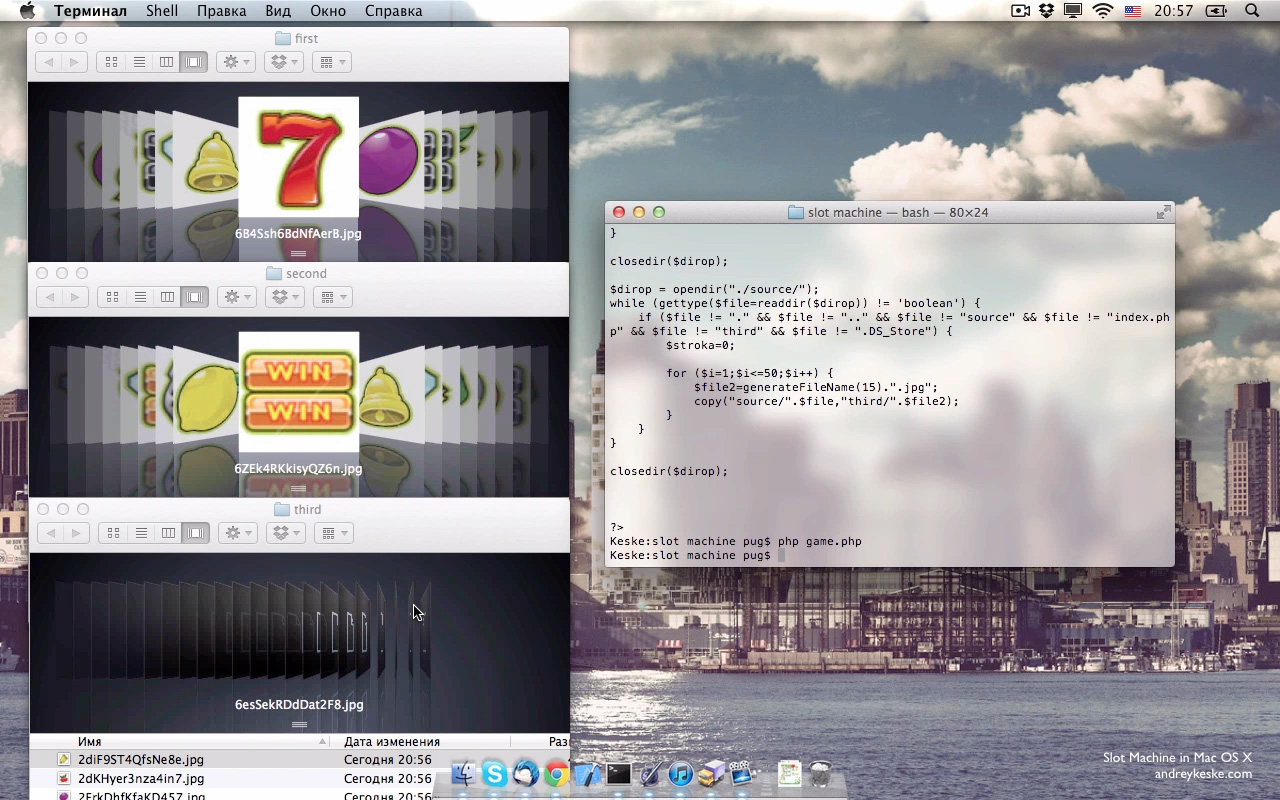 Терминал Shell Правка Вид Окно Справка 20:57
first
7
6B4Ssh6BdNfAerB.jpg
second
WIN
WIN
6ZEk4RKkisyQZ6n.jpg
third
6esSekRDdDat2F8.jpg
Имя Дата изменения Раз
2diF9ST4QfsNe8e.jpg Сегодня 20:56
2dKHyer3nza4in7.jpg Сегодня 20:56
2ErkDhfKfaKD457.jpg Сегодня 20:56
slot machine — bash — 80×24
}
closedir($dirop);
$dirop = opendir("./source/");
while (gettype($file=readdir($dirop)) != 'boolean') {
if ($file != "." && $file != ".." && $file != "source" && $file != "index.ph
p" && $file != "third" && $file != ".DS_Store") {
$stroka=0;
for ($i=1;$i<=50;$i++) {
$file2=generateFileName(15).".jpg";
copy("source/".$file,"third/".$file2);
}
}
}
closedir($dirop);
?>
Keske:slot machine pug$ php game.php
Keske:slot machine pug$
Slot Machine in Mac OS X
andreykeske.com